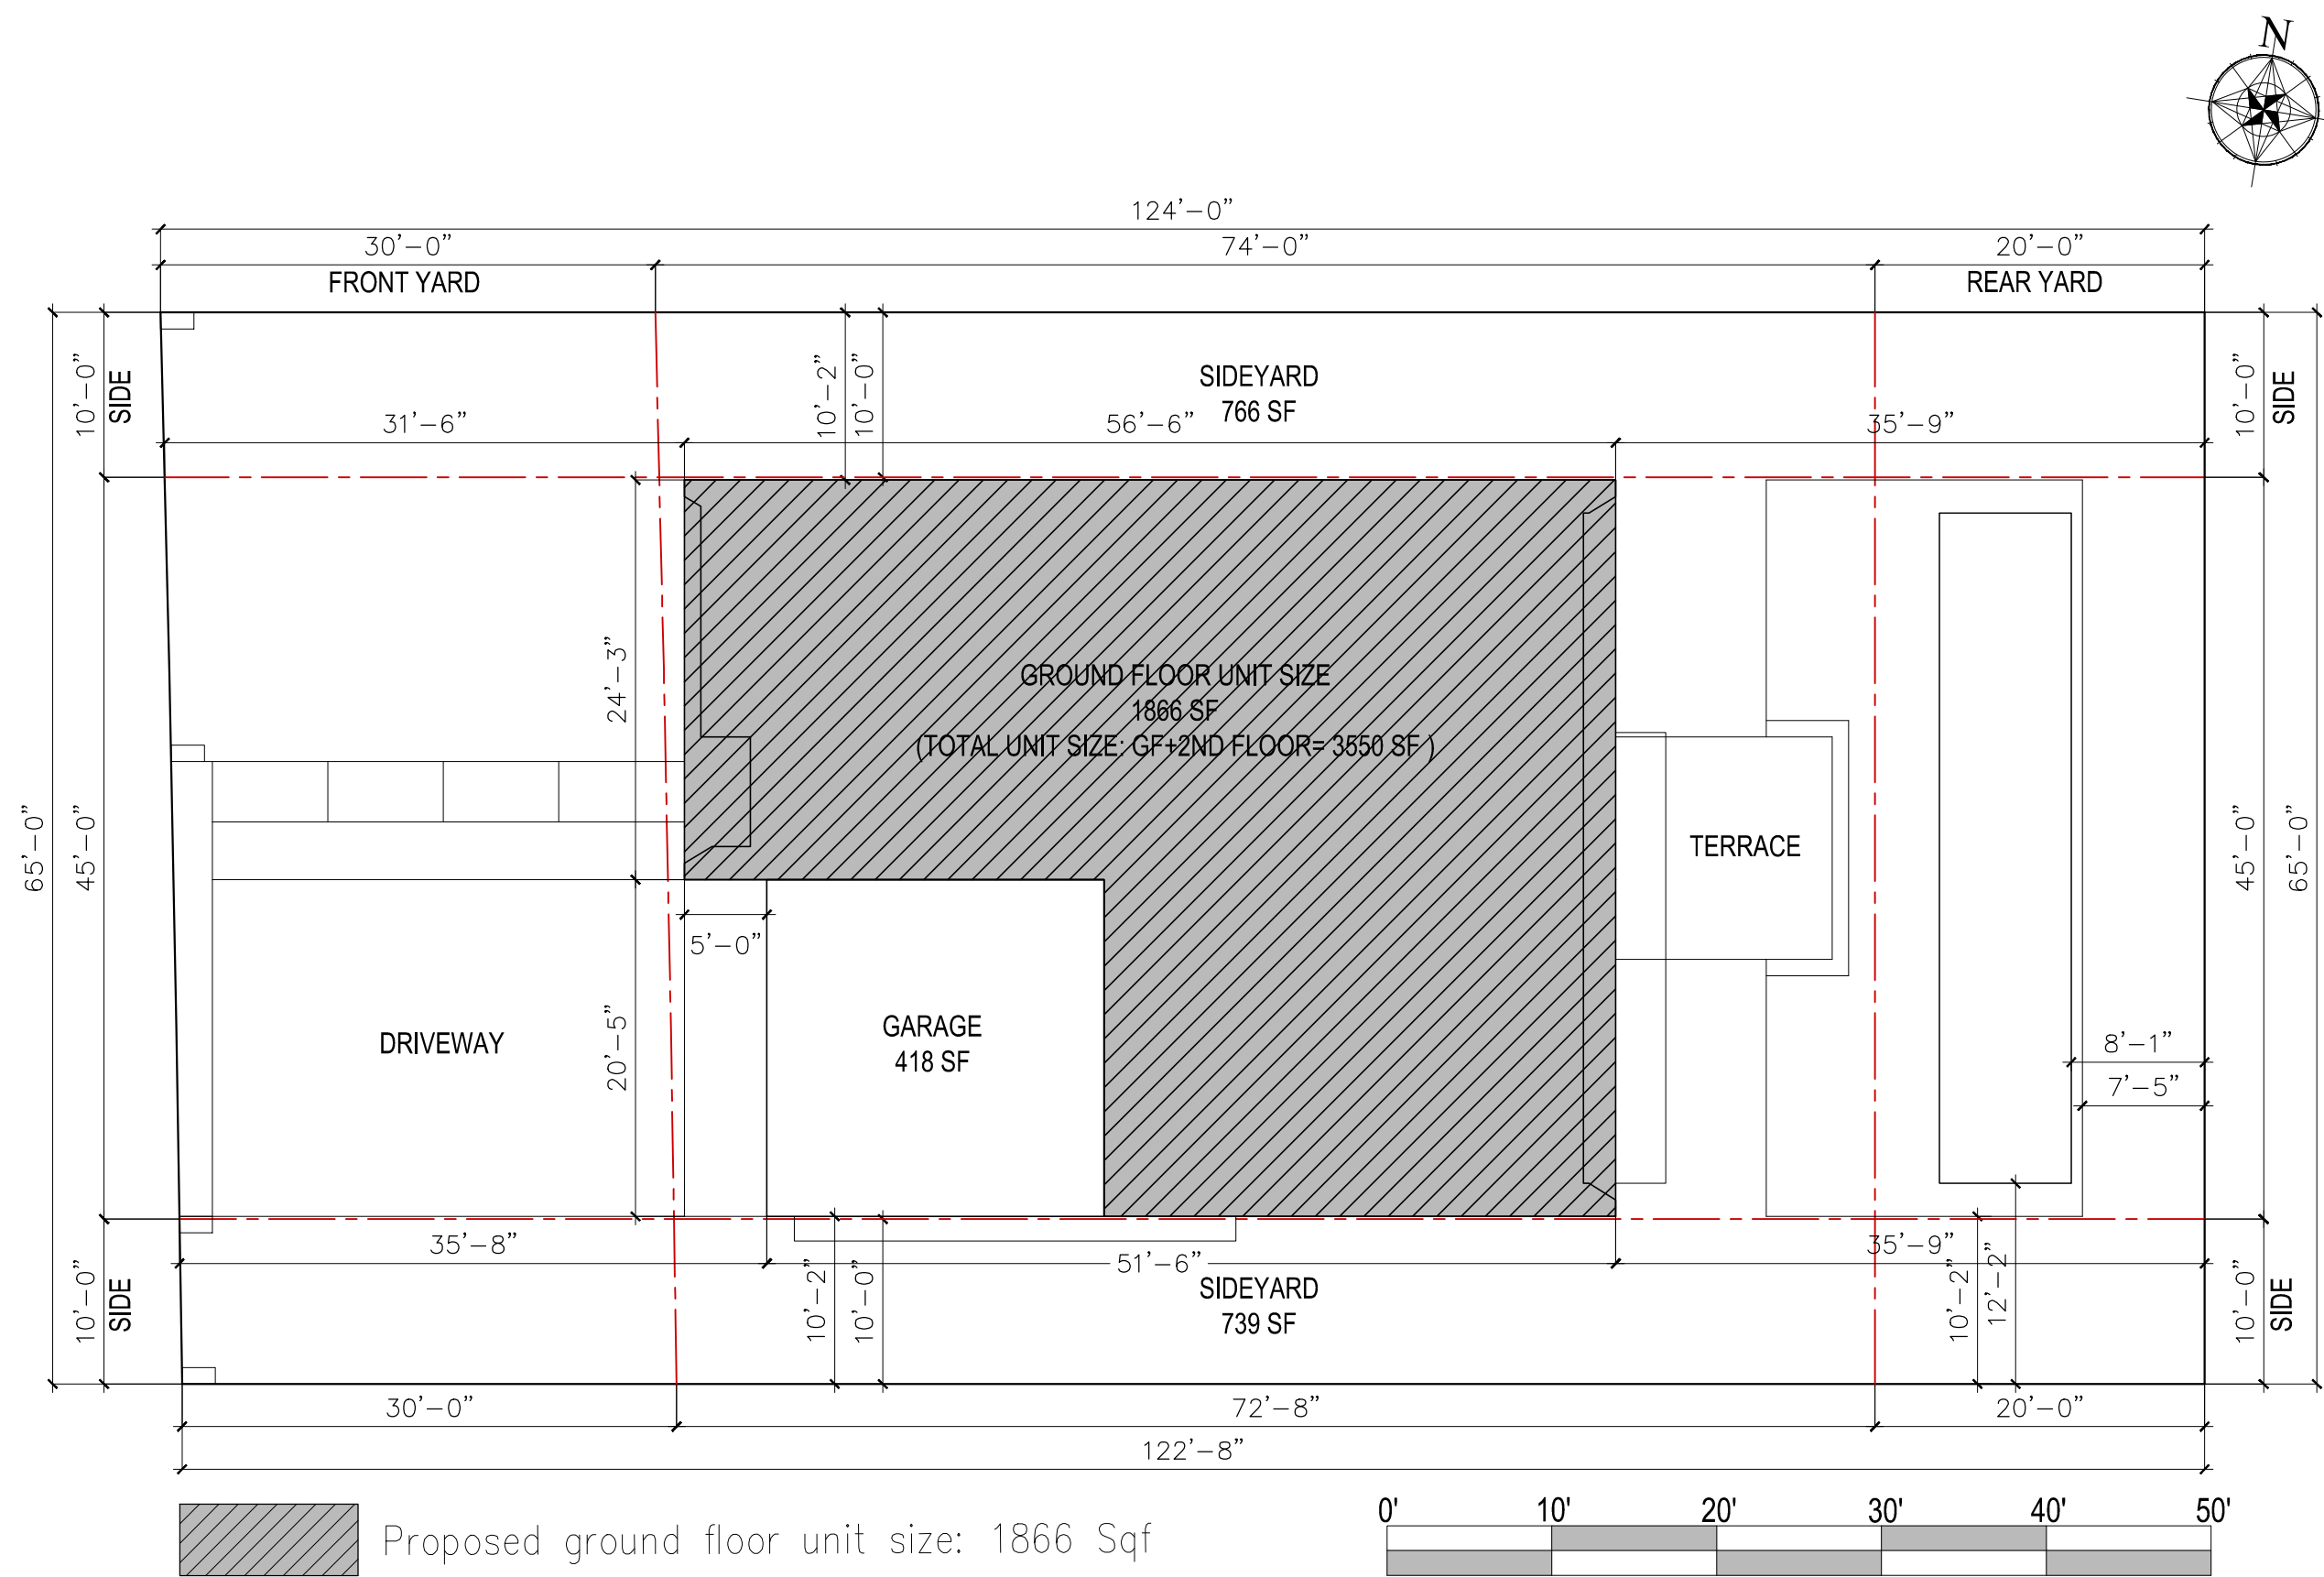 N
124’–0”
30’–0”
74’–0”
20’–0”
FRONT YARD
REAR YARD
10’–0”
SIDE
10’–2”
10’–0”
SIDEYARD
766 SF
10’–0”
SIDE
31’–6”
56’–6”
35’–9”
24’–3”
GROUND FLOOR UNIT SIZE
1866 SF
(TOTAL UNIT SIZE: GF+2ND FLOOR= 3550 SF )
65’–0”
45’–0”
TERRACE
45’–0”
65’–0”
5’–0”
20’–5”
DRIVEWAY
GARAGE
418 SF
8’–1”
7’–5”
35’–8”
51’–6”
35’–9”
10’–0”
SIDE
10’–2”
10’–0”
SIDEYARD
739 SF
10’–2”
12’–2”
10’–0”
SIDE
30’–0”
72’–8”
20’–0”
122’–8”
Proposed ground floor unit size: 1866 Sqf
0' 10' 20' 30' 40' 50'